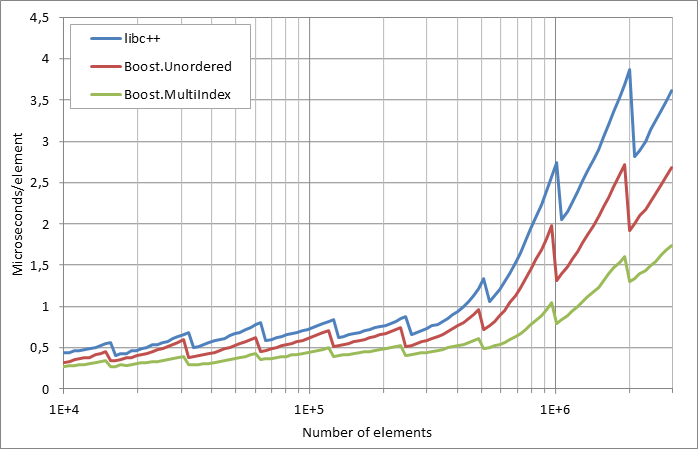 4,5
4
3,5
3
2,5
2
1,5
1
0,5
0
Microseconds/element
libc++
Boost.Unordered
Boost.MultiIndex
1E+4
1E+5
1E+6
Number of elements